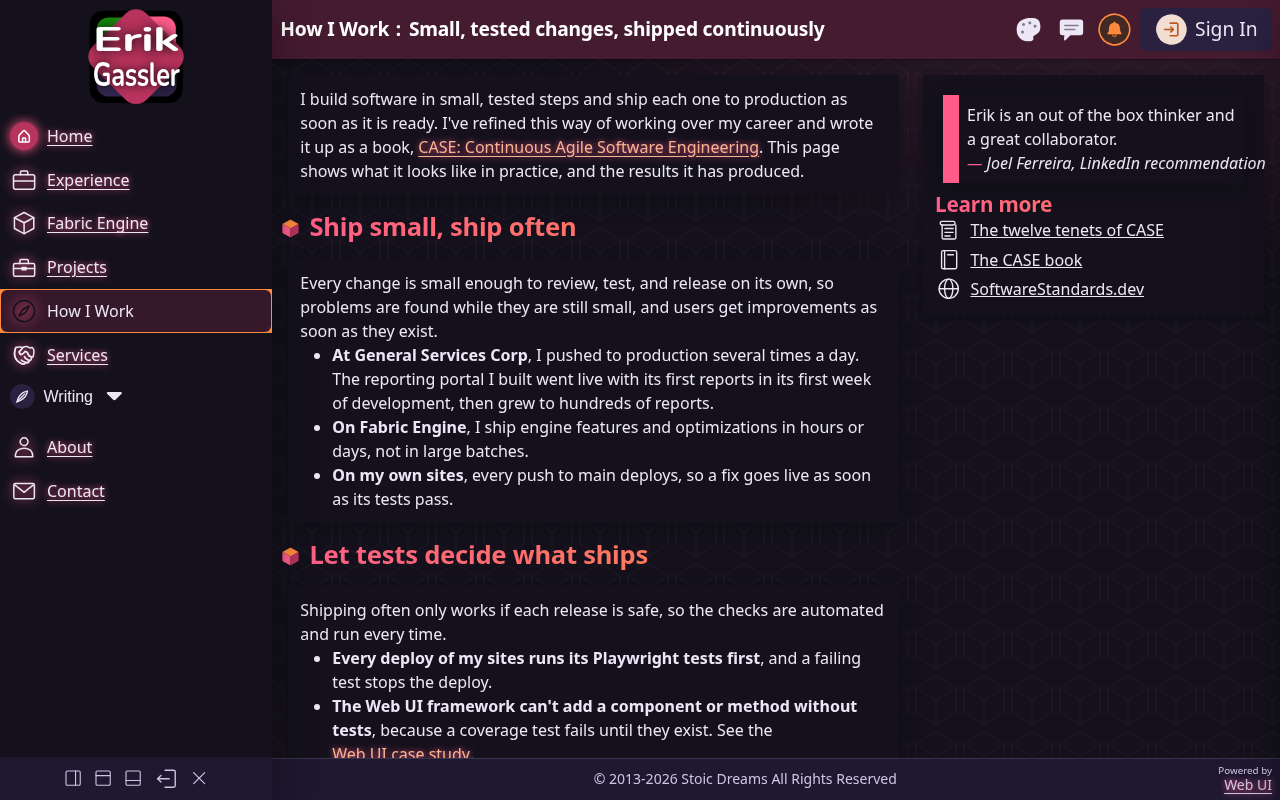 Erik
Gassler
Home
Experience
Fabric Engine
Projects
How I Work
Services
Writing
About
Contact
How I Work : Small, tested changes, shipped continuously
Sign In
I build software in small, tested steps and ship each one to production as
soon as it is ready. I've refined this way of working over my career and wrote
it up as a book, CASE: Continuous Agile Software Engineering. This page
shows what it looks like in practice, and the results it has produced.
Ship small, ship often
Every change is small enough to review, test, and release on its own, so
problems are found while they are still small, and users get improvements as
soon as they exist.
At General Services Corp, I pushed to production several times a day.
The reporting portal I built went live with its first reports in its first week
of development, then grew to hundreds of reports.
On Fabric Engine, I ship engine features and optimizations in hours or
days, not in large batches.
On my own sites, every push to main deploys, so a fix goes live as soon
as its tests pass.
Let tests decide what ships
Shipping often only works if each release is safe, so the checks are automated
and run every time.
Every deploy of my sites runs its Playwright tests first, and a failing
test stops the deploy.
The Web UI framework can't add a component or method without
tests, because a coverage test fails until they exist. See the
Web UI case study.
Erik is an out of the box thinker and
a great collaborator.
— Joel Ferreira, LinkedIn recommendation
Learn more
The twelve tenets of CASE
The CASE book
SoftwareStandards.dev
© 2013-2026 Stoic Dreams All Rights Reserved
Powered by
Web UI